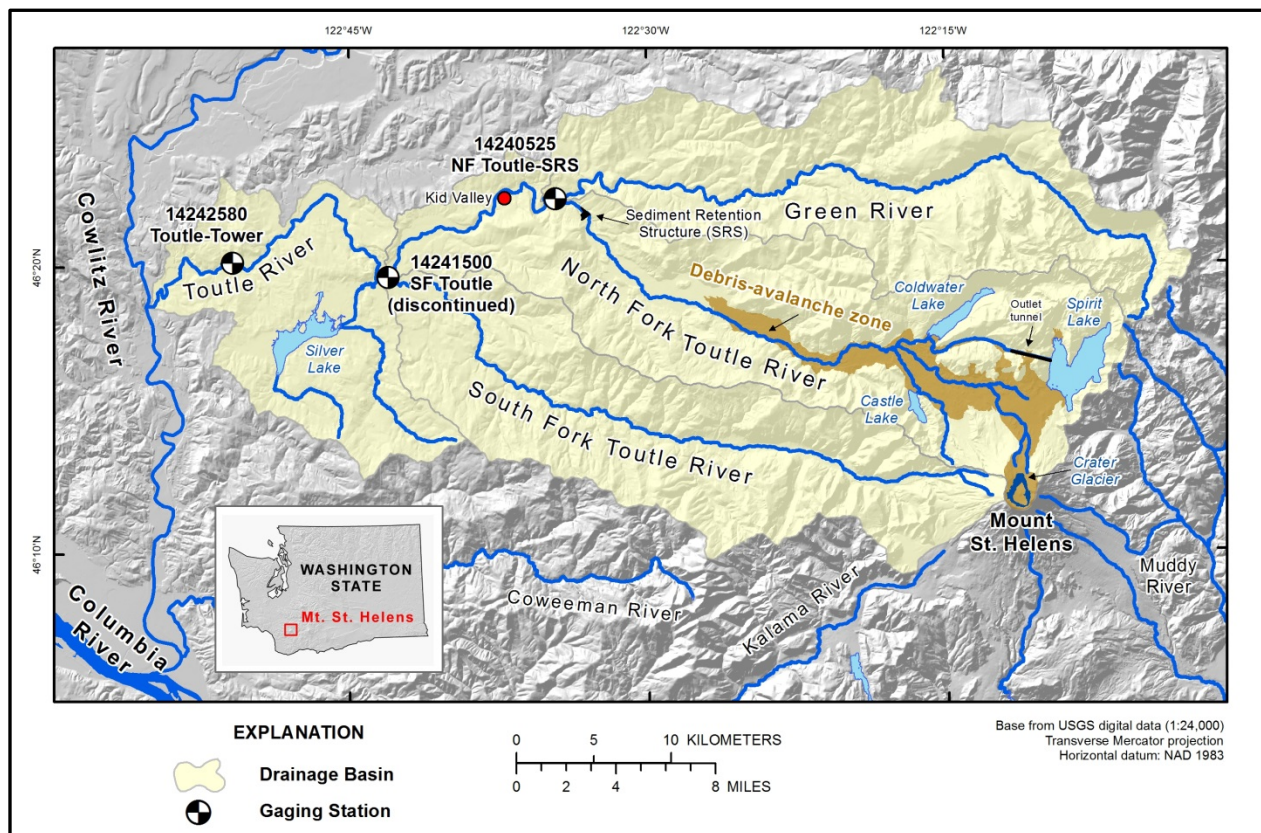 122°45'W
122°30'W
122°15'W
46°20'N
46°10'N
14240525
NF Toutle-SRS
Kid Valley
Sediment Retention
Structure (SRS)
Green River
14242580
Toutle-Tower
Toutle River
14241500
SF Toutle
(discontinued)
Cowlitz River
North Fork Toutle River
Debris-avalanche zone
Coldwater
Lake
Outlet
tunnel
Spirit
Lake
Silver
Lake
South Fork Toutle River
Castle
Lake
Crater
Glacier
Mount
St. Helens
Muddy
River
WASHINGTON
STATE
Mt. St. Helens
Coweeman River
Kalama River
Columbia
River
EXPLANATION
Drainage Basin
Gaging Station
0 5 10 KILOMETERS
0 2 4 6 8 MILES
Base from USGS digital data (1:24,000)
Transverse Mercator projection
Horizontal datum: NAD 1983